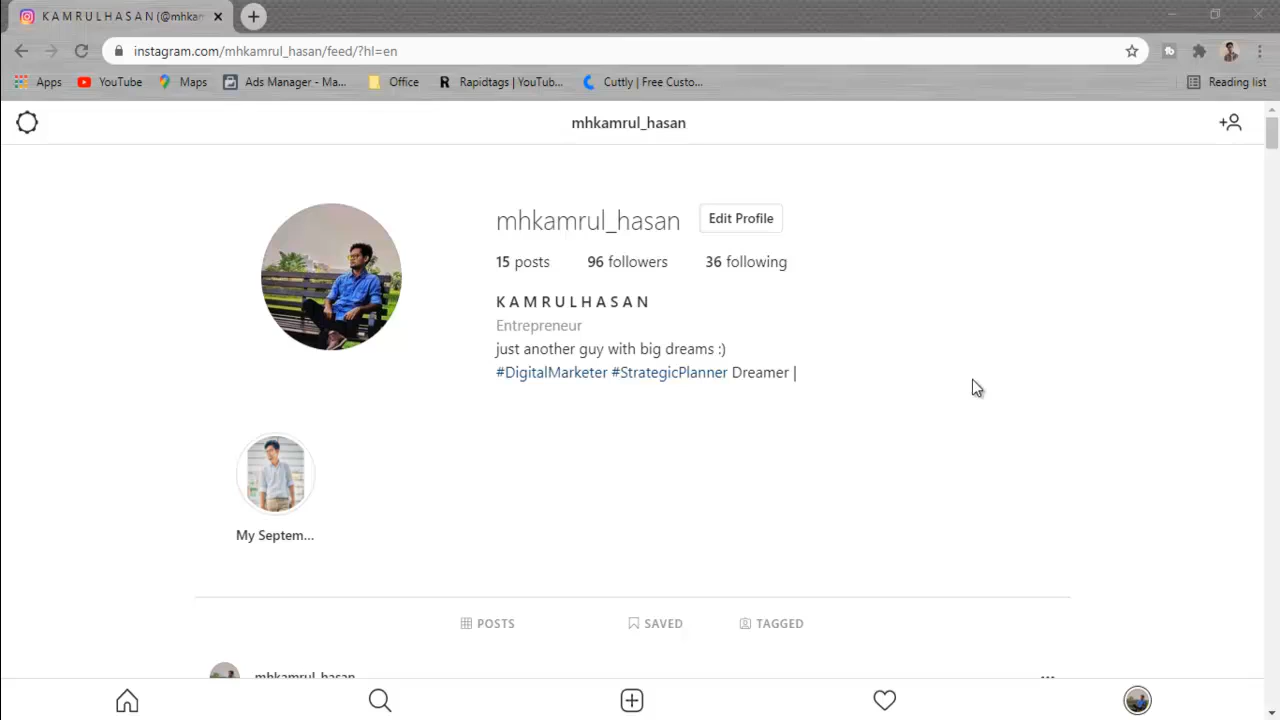 K A M R U L H A S A N (@mhkam
instagram.com/mhkamrul_hasan/feed/?hl=en
Apps YouTube Maps Ads Manager - Ma... Office Rapidtags | YouTub... Cuttly | Free Custo... Reading list
mhkamrul_hasan
mhkamrul_hasan Edit Profile
15 posts 96 followers 36 following
K A M R U L H A S A N
Entrepreneur
just another guy with big dreams :)
#DigitalMarketer #StrategicPlanner Dreamer |
My Septem...
POSTS SAVED TAGGED
mhkamrul_hasan